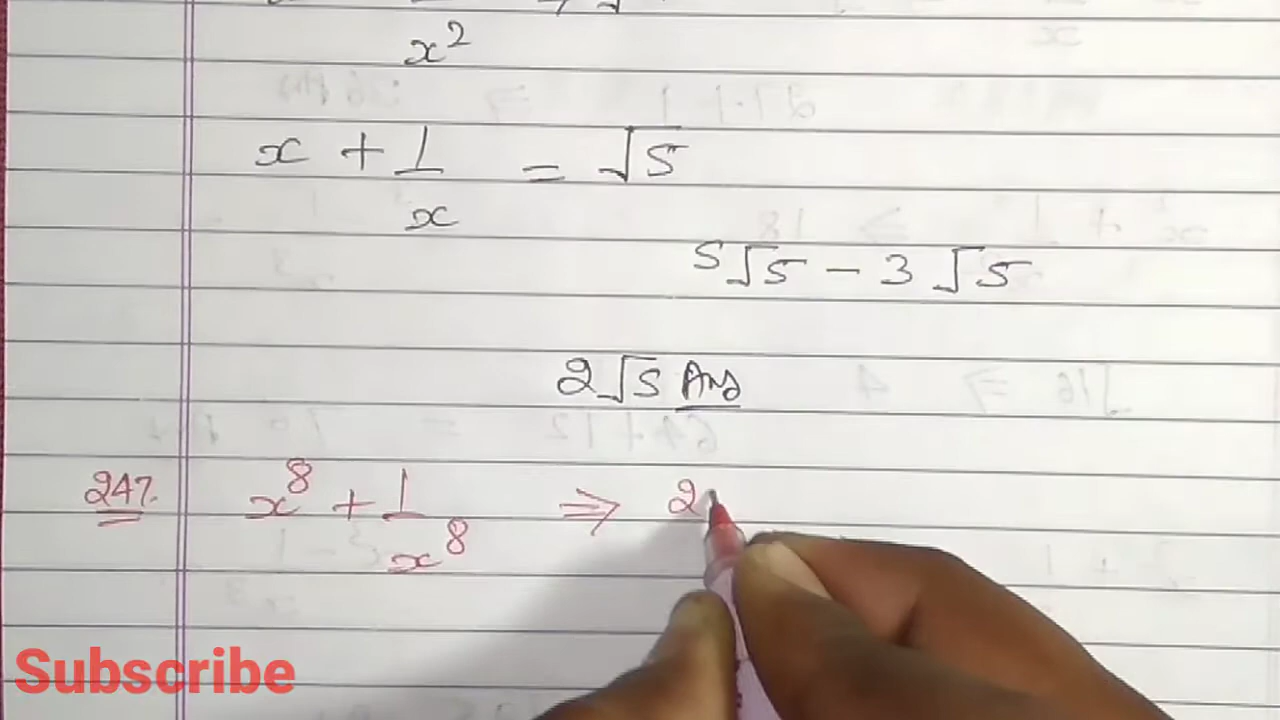 x²
x + 1/x = √5
5√5 - 3√5
2√5 Ans
247. x⁸ + 1/x⁸ ⇒ 2
Subscribe